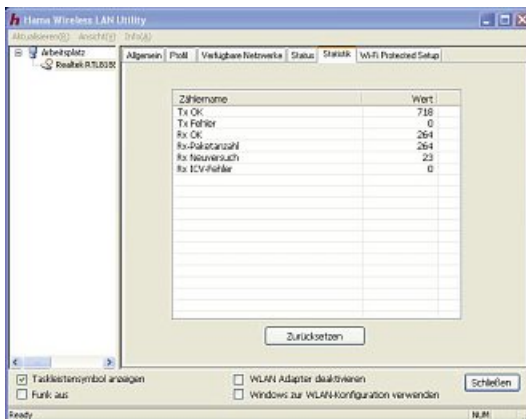 Hama Wireless LAN Utility
Aktualisieren(R) Ansicht(V) Info(A)
Arbeitsplatz
Realtek RTL8188
Allgemein Profil Verfügbare Netzwerke Status Statistik Wi-Fi Protected Setup
Zählername Wert
Tx OK 718
Tx Fehler 0
Rx OK 264
Rx-Paketanzahl 264
Rx Neuversuch 23
Rx ICV-Fehler 0
Zurücksetzen
Taskleistensymbol anzeigen
Funk aus
WLAN Adapter deaktivieren
Windows zur WLAN-Konfiguration verwenden
Schließen
Ready NUM